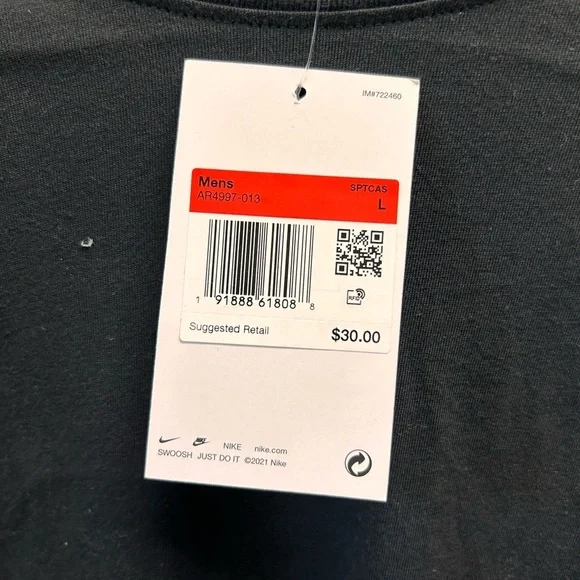 IM#722460
Mens SPTCAS
AR4997-013 L
1 91888 61808 8
RFID
Suggested Retail $30.00
NIKE nike.com
SWOOSH JUST DO IT ©2021 Nike